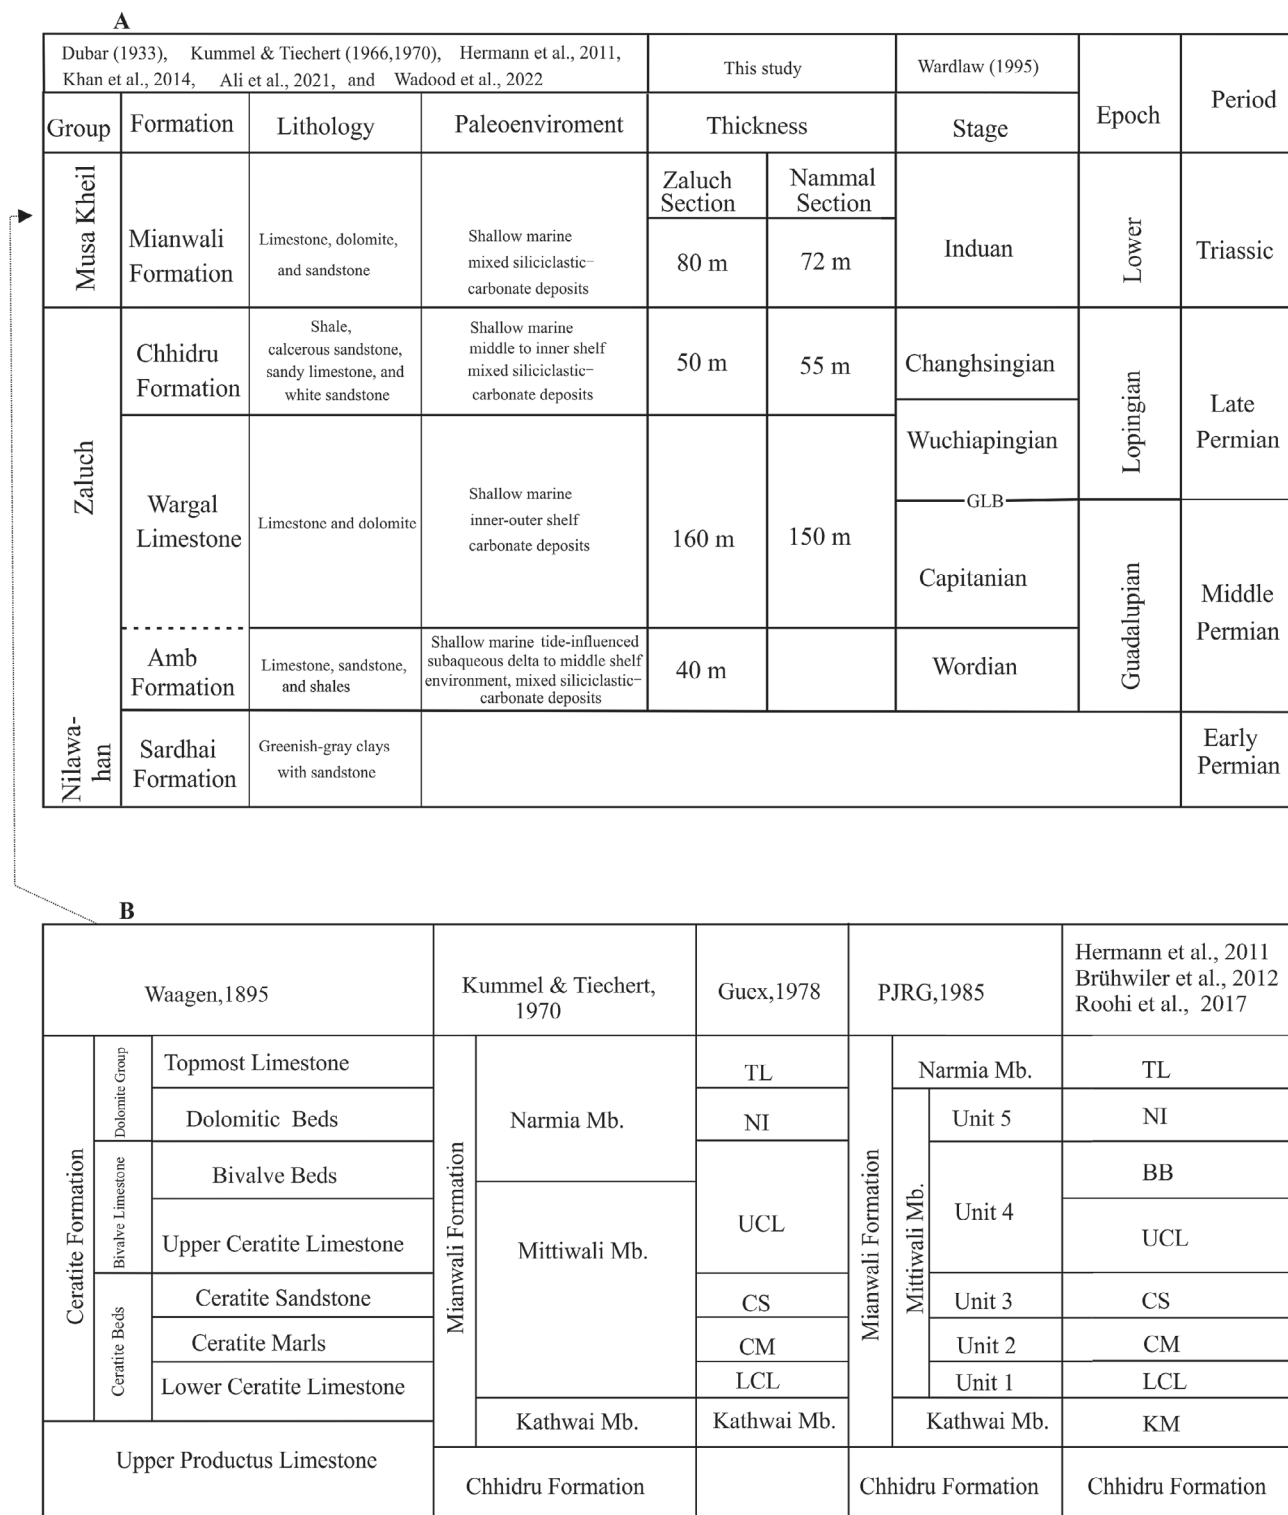 A
Dubar (1933), Kummel & Tiechert (1966,1970), Hermann et al., 2011,
Khan et al., 2014, Ali et al., 2021, and Wadood et al., 2022
This study
Wardlaw (1995)
Epoch
Period
Group
Formation
Lithology
Paleoenviroment
Thickness
Stage
Musa Kheil
Mianwali
Formation
Limestone, dolomite,
and sandstone
Shallow marine
mixed siliciclastic–
carbonate deposits
Zaluch
Section
Nammal
Section
80 m
72 m
Induan
Lower
Triassic
Zaluch
Chhidru
Formation
Shale,
calcerous sandstone,
sandy limestone, and
white sandstone
Shallow marine
middle to inner shelf
mixed siliciclastic–
carbonate deposits
50 m
55 m
Changhsingian
Wuchiapingian
Lopingian
Late
Permian
Wargal
Limestone
Limestone and dolomite
Shallow marine
inner-outer shelf
carbonate deposits
160 m
150 m
GLB
Capitanian
Guadalupian
Middle
Permian
Amb
Formation
Limestone, sandstone,
and shales
Shallow marine tide-influenced
subaqueous delta to middle shelf
environment, mixed siliciclastic–
carbonate deposits
40 m
Wordian
Nilawa-
han
Sardhai
Formation
Greenish-gray clays
with sandstone
Early
Permian
B
Waagen,1895
Kummel & Tiechert,
1970
Guex,1978
PJRG,1985
Hermann et al., 2011
Brühwiler et al., 2012
Roohi et al., 2017
Ceratite Formation
Dolomite Group
Topmost Limestone
Dolomitic Beds
Bivalve Limestone
Bivalve Beds
Upper Ceratite Limestone
Ceratite Beds
Ceratite Sandstone
Ceratite Marls
Lower Ceratite Limestone
Upper Productus Limestone
Mianwali Formation
Narmia Mb.
Mittiwali Mb.
Kathwai Mb.
Chhidru Formation
TL
NI
UCL
CS
CM
LCL
Kathwai Mb.
Mianwali Formation
Narmia Mb.
Mittiwali Mb.
Unit 5
Unit 4
Unit 3
Unit 2
Unit 1
Kathwai Mb.
Chhidru Formation
TL
NI
BB
UCL
CS
CM
LCL
KM
Chhidru Formation